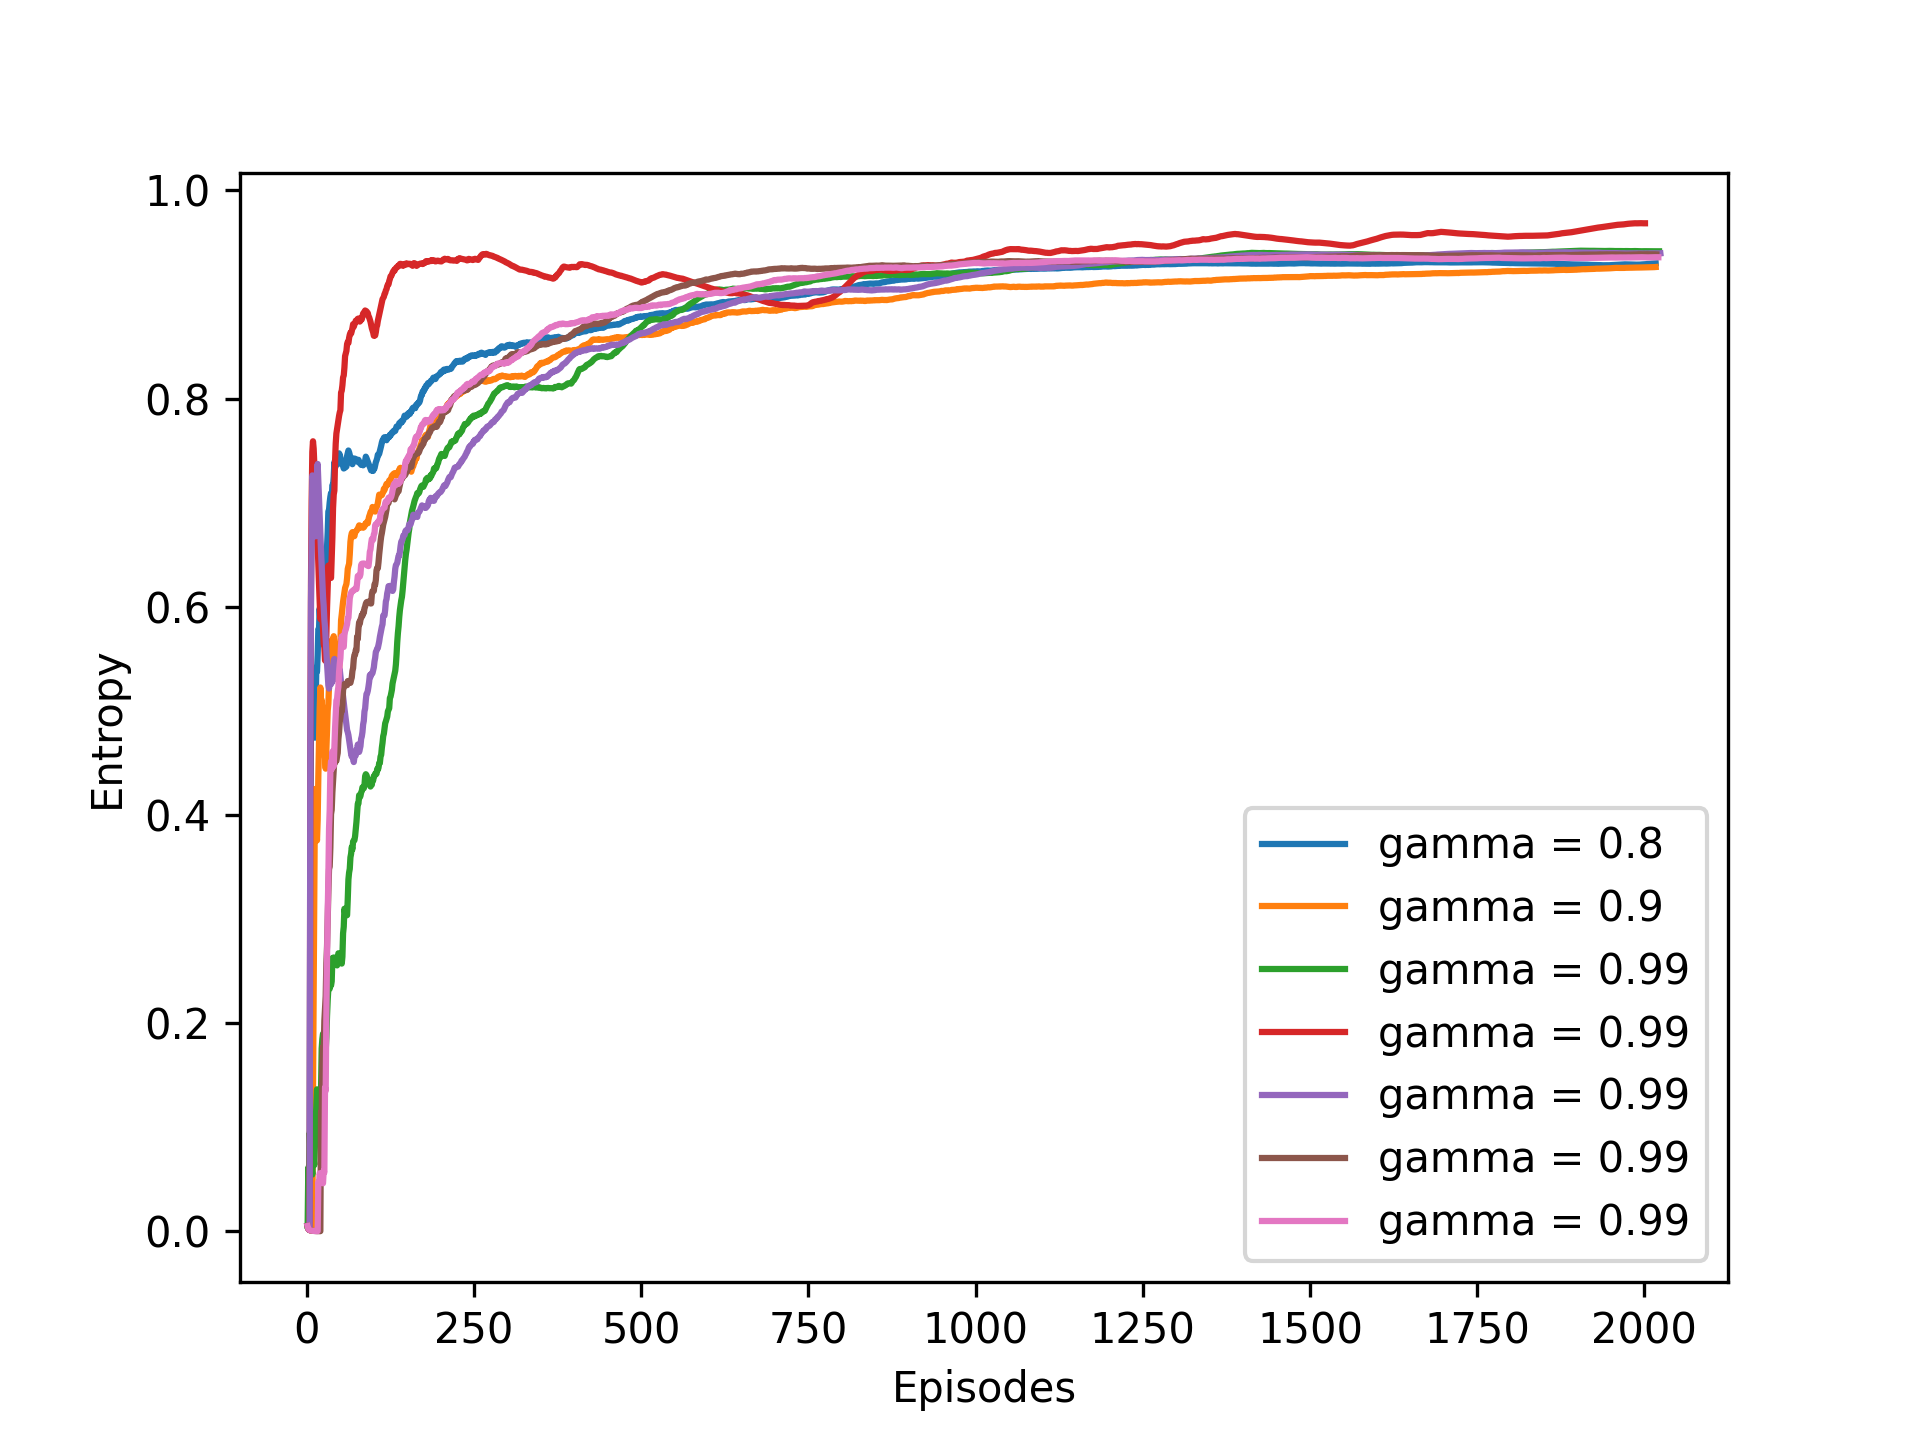 1.0
0.8
0.6
0.4
0.2
0.0
Entropy
0 250 500 750 1000 1250 1500 1750 2000
Episodes
gamma = 0.8
gamma = 0.9
gamma = 0.99
gamma = 0.99
gamma = 0.99
gamma = 0.99
gamma = 0.99